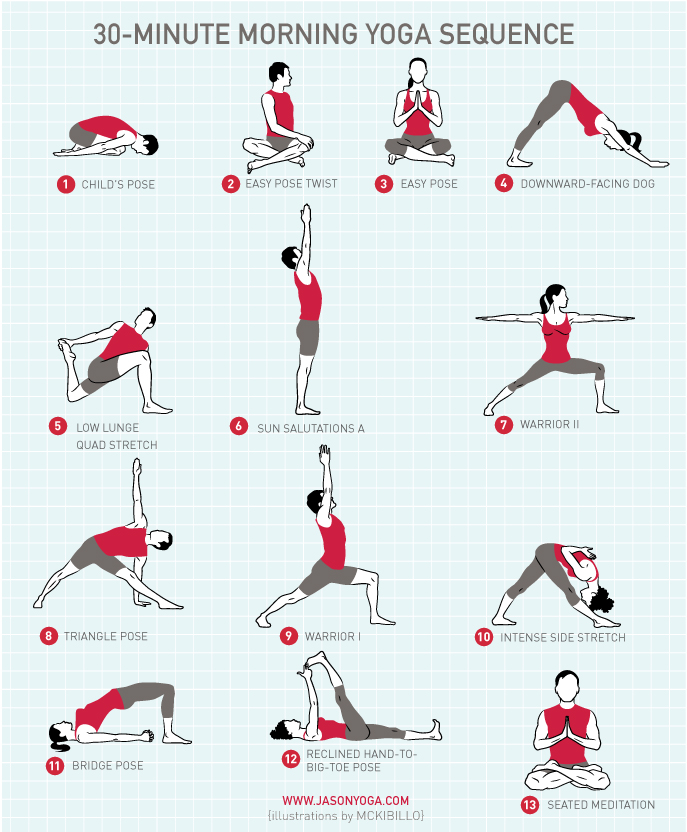 30-MINUTE MORNING YOGA SEQUENCE
1 CHILD'S POSE
2 EASY POSE TWIST
3 EASY POSE
4 DOWNWARD-FACING DOG
5 LOW LUNGE
QUAD STRETCH
6 SUN SALUTATIONS A
7 WARRIOR II
8 TRIANGLE POSE
9 WARRIOR I
10 INTENSE SIDE STRETCH
11 BRIDGE POSE
12 RECLINED HAND-TO-
BIG-TOE POSE
13 SEATED MEDITATION
WWW.JASONYOGA.COM
{illustrations by MCKIBILLO}